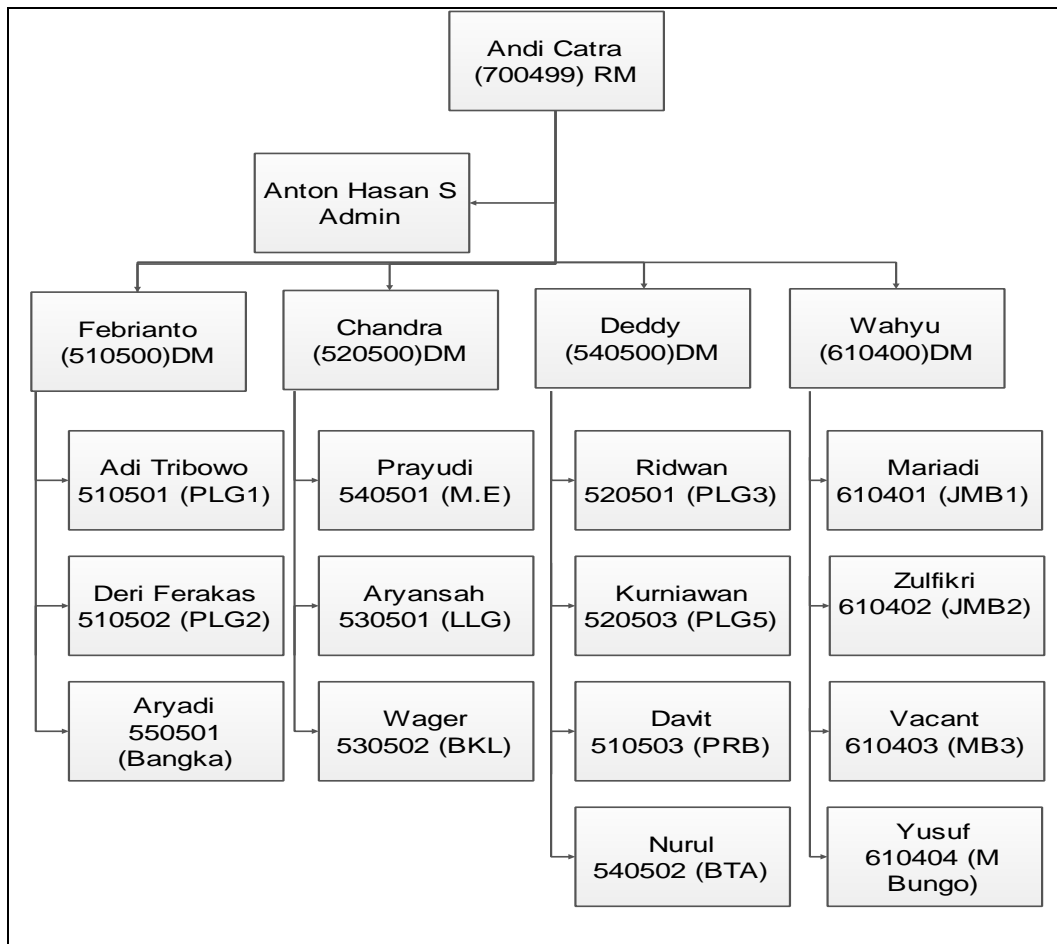 Andi Catra
(700499) RM
Anton Hasan S
Admin
Febrianto
(510500)DM
Chandra
(520500)DM
Deddy
(540500)DM
Wahyu
(610400)DM
Adi Tribowo
510501 (PLG1)
Prayudi
540501 (M.E)
Ridwan
520501 (PLG3)
Mariadi
610401 (JMB1)
Deri Ferakas
510502 (PLG2)
Aryansah
530501 (LLG)
Kurniawan
520503 (PLG5)
Zulfikri
610402 (JMB2)
Aryadi
550501
(Bangka)
Wager
530502 (BKL)
Davit
510503 (PRB)
Vacant
610403 (MB3)
Nurul
540502 (BTA)
Yusuf
610404 (M
Bungo)